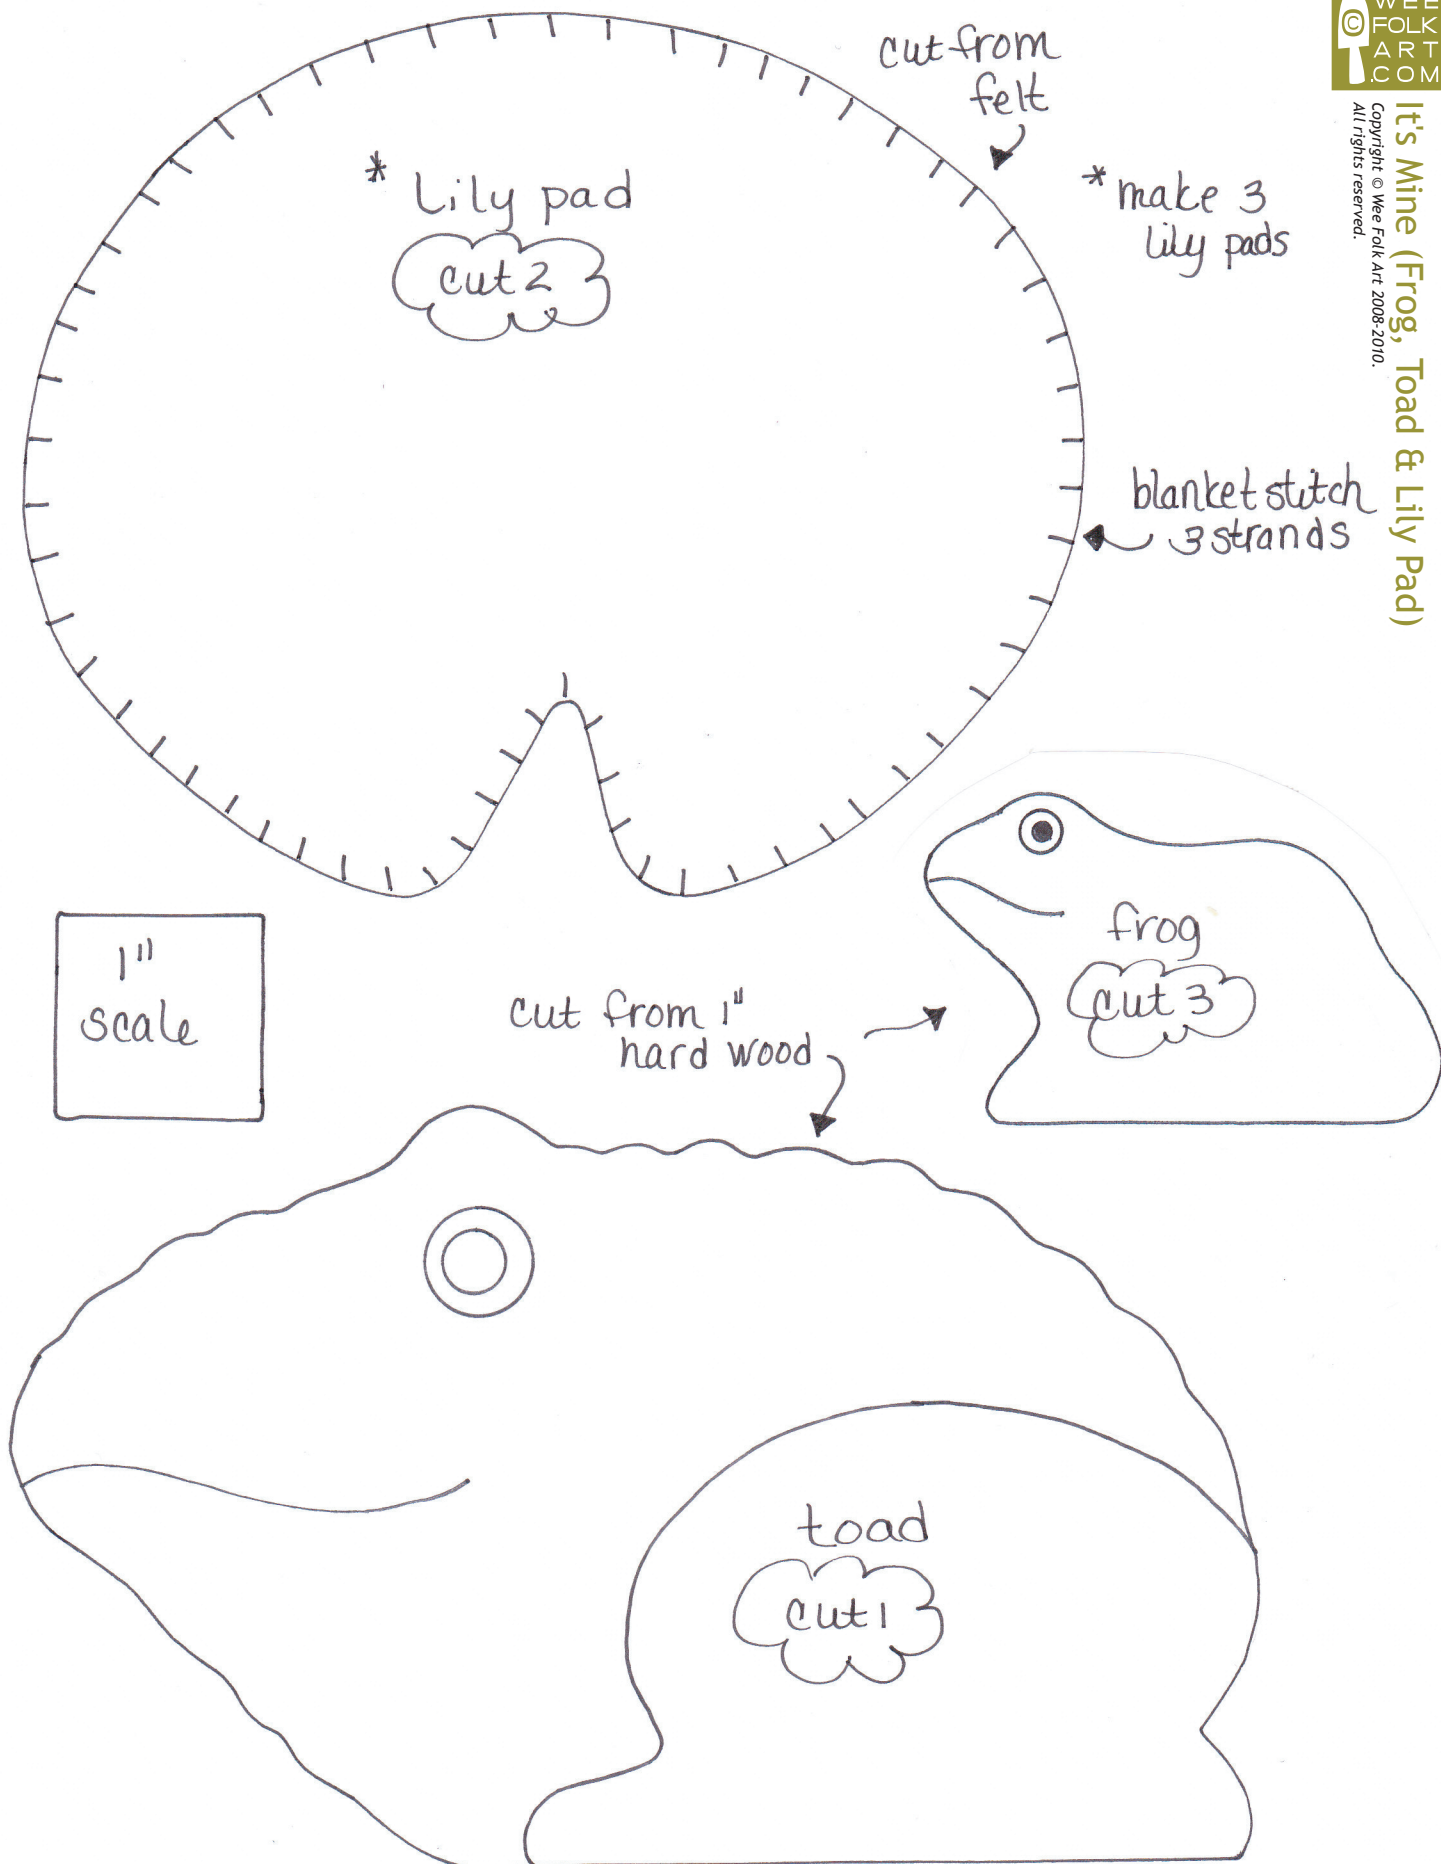 WEE
FOLK
ART
.COM
©
It's Mine (Frog, Toad & Lily Pad)
Copyright © Wee Folk Art 2008-2010.
All rights reserved.
cut from
felt
* Lily pad
cut 2
* make 3
lily pads
blanket stitch
3 strands
1"
scale
frog
cut 3
cut from 1"
hard wood
toad
cut 1